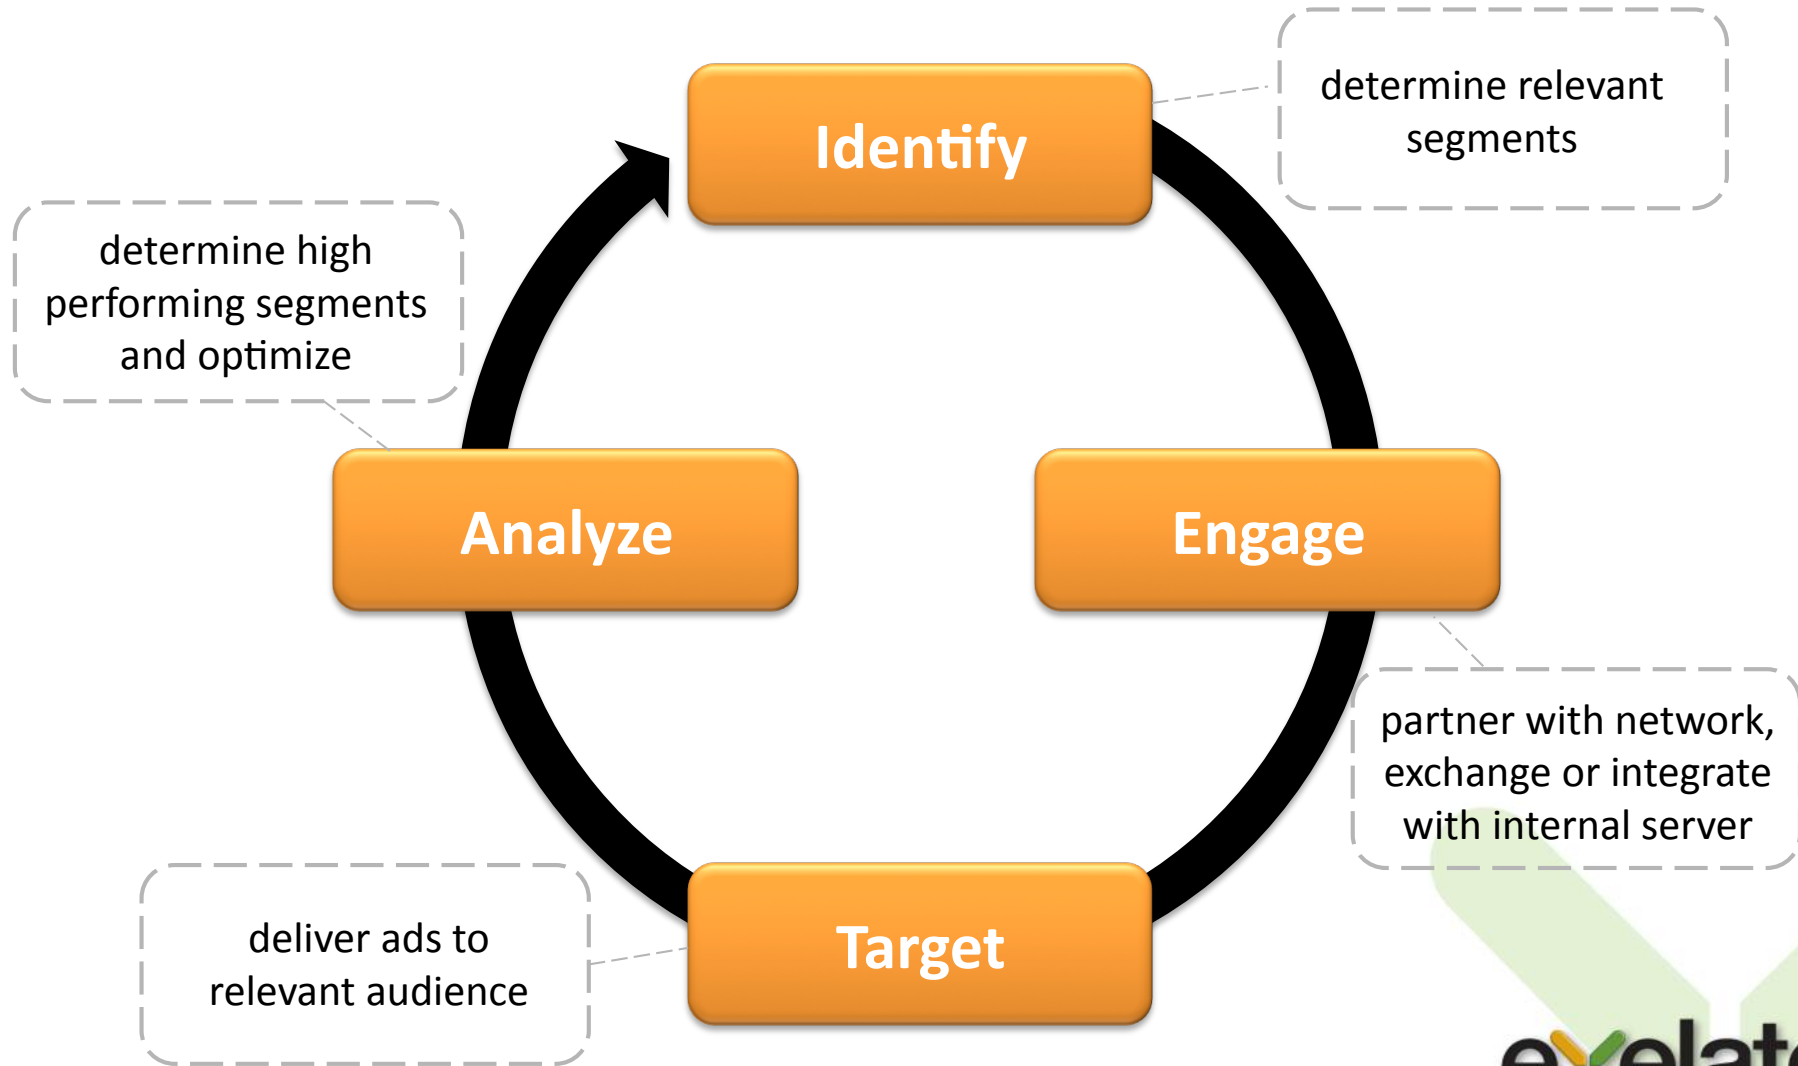 Identify
determine relevant
segments
determine high
performing segments
and optimize
Analyze
Engage
partner with network,
exchange or integrate
with internal server
deliver ads to
relevant audience
Target
exelate